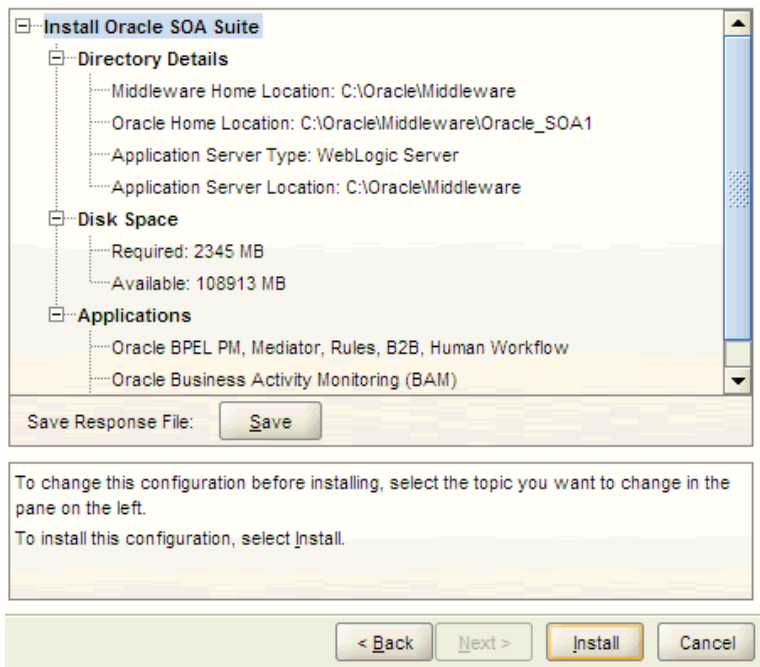 Install Oracle SOA Suite
Directory Details
Middleware Home Location: C:\Oracle\Middleware
Oracle Home Location: C:\Oracle\Middleware\Oracle_SOA1
Application Server Type: WebLogic Server
Application Server Location: C:\Oracle\Middleware
Disk Space
Required: 2345 MB
Available: 108913 MB
Applications
Oracle BPEL PM, Mediator, Rules, B2B, Human Workflow
Oracle Business Activity Monitoring (BAM)
Save Response File: Save
To change this configuration before installing, select the topic you want to change in the
pane on the left.
To install this configuration, select Install.
< Back Next > Install Cancel